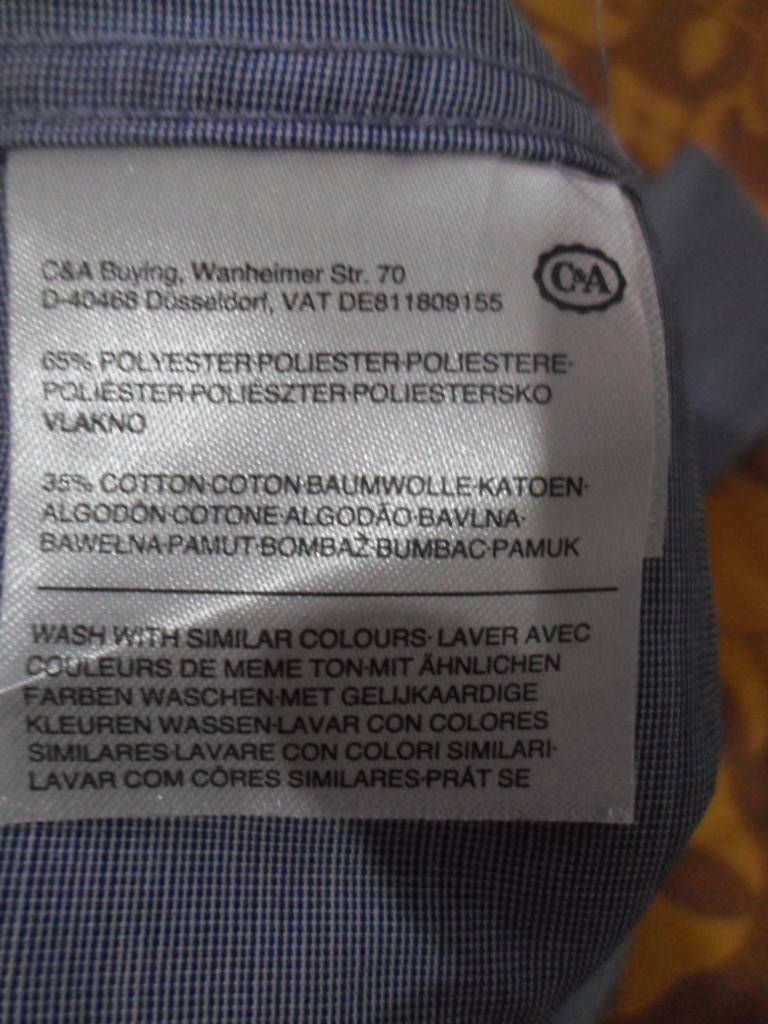 C&A Buying, Wanheimer Str. 70
D-40468 Düsseldorf, VAT DE811809155
C&A
65% POLYESTER·POLIESTER·POLIESTERE·
POLIÉSTER·POLIÉSZTER·POLIESTERSKO
VLAKNO
35% COTTON·COTON·BAUMWOLLE·KATOEN·
ALGODÓN·COTONE·ALGODÃO·BAVLNA·
BAWEŁNA·PAMUT·BOMBAŽ·BUMBAC·PAMUK
WASH WITH SIMILAR COLOURS· LAVER AVEC
COULEURS DE MEME TON·MIT ÄHNLICHEN
FARBEN WASCHEN·MET GELIJKAARDIGE
KLEUREN WASSEN·LAVAR CON COLORES
SIMILARES·LAVARE CON COLORI SIMILARI·
LAVAR COM CÔRES SIMILARES·PRÁT SE